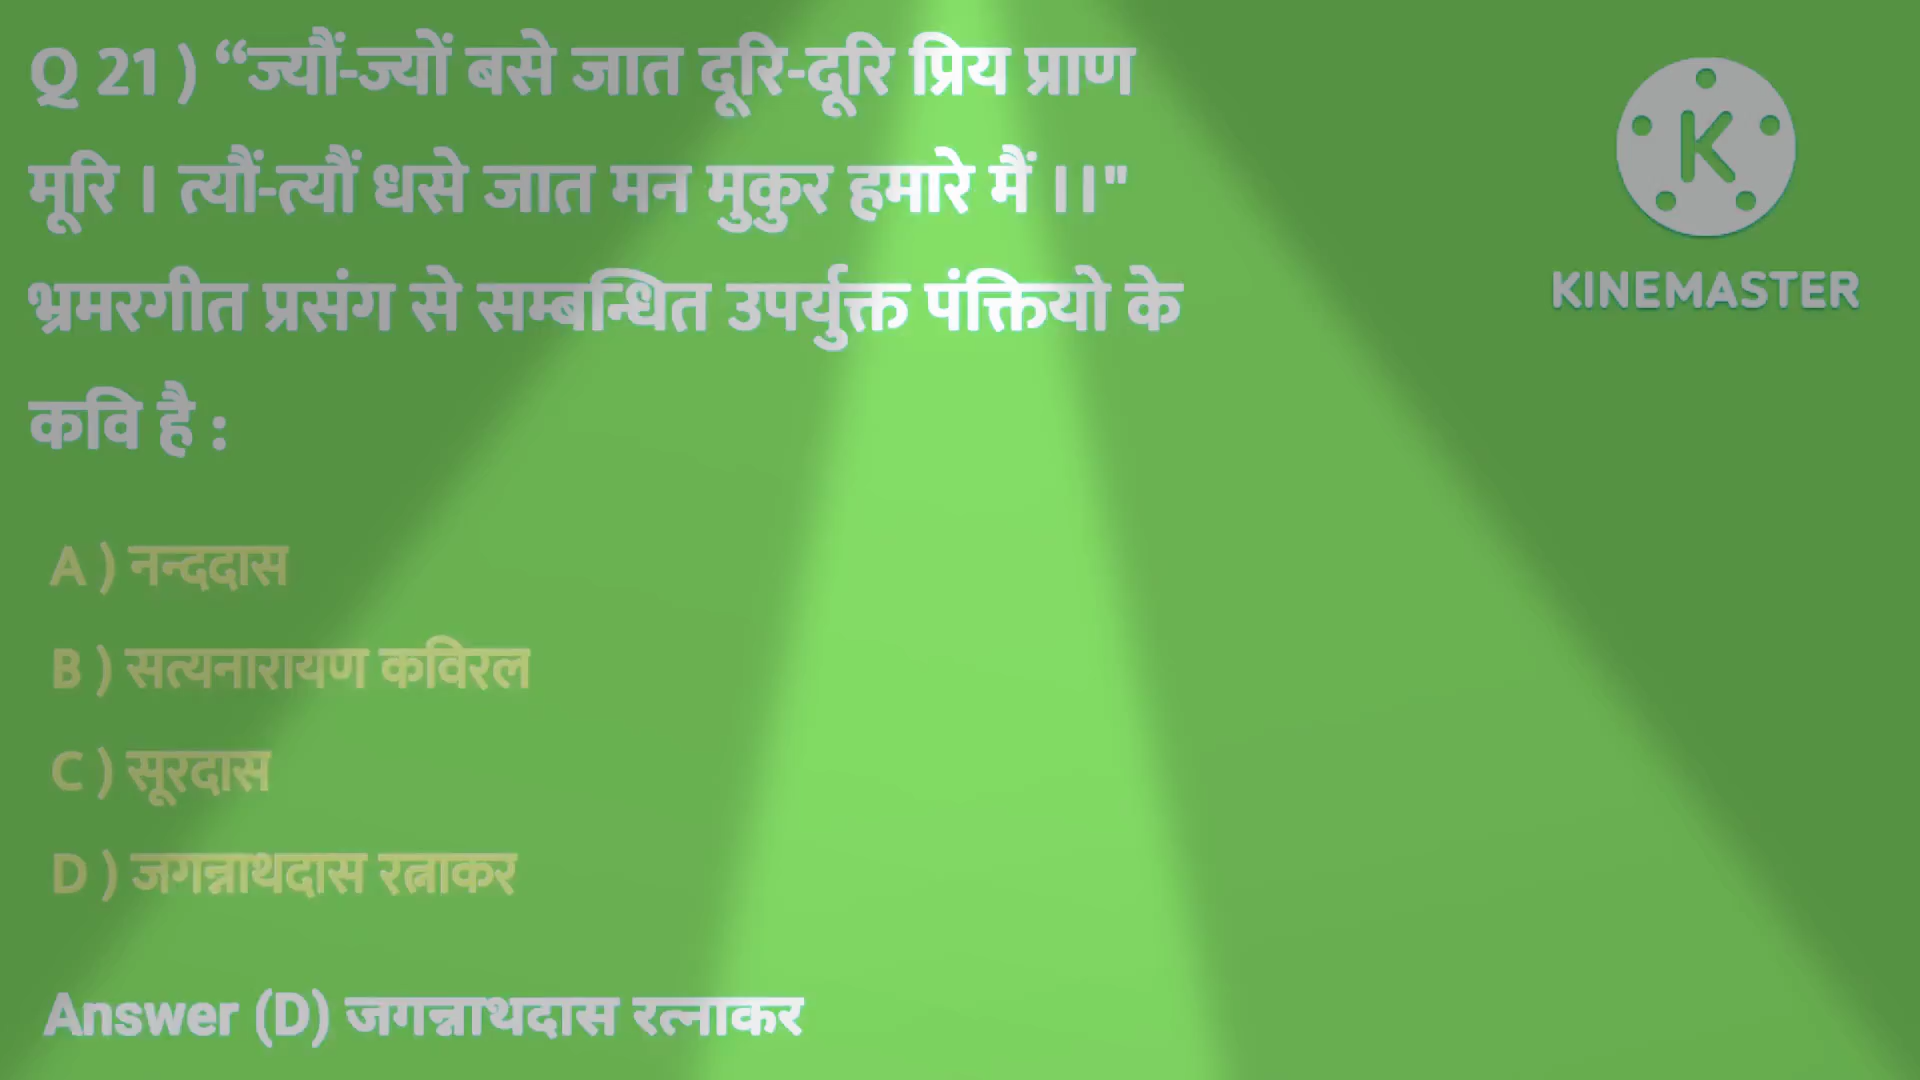 Q 21 ) “ज्यौं-ज्यों बसे जात दूरि-दूरि प्रिय प्राण
मूरि । त्यौं-त्यौं धसे जात मन मुकुर हमारे मैं ।।"
भ्रमरगीत प्रसंग से सम्बन्धित उपर्युक्त पंक्तियो के
कवि है :
A ) नन्ददास
B ) सत्यनारायण कविरल
C ) सूरदास
D ) जगन्नाथदास रत्नाकर
Answer (D) जगन्नाथदास रत्नाकर
K
KINEMASTER